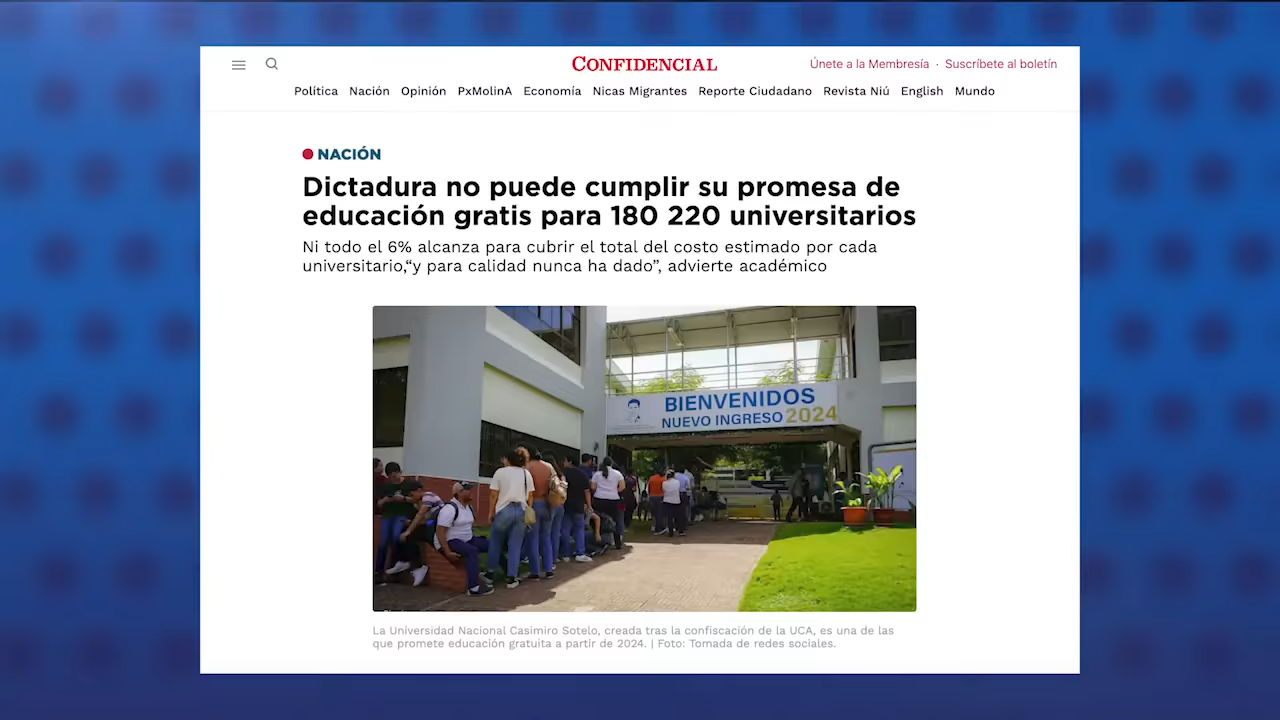 CONFIDENCIAL
Únete a la Membresía · Suscríbete al boletín
Política Nación Opinión PxMolinA Economía Nicas Migrantes Reporte Ciudadano Revista Niú English Mundo
NACIÓN
Dictadura no puede cumplir su promesa de
educación gratis para 180 220 universitarios
Ni todo el 6% alcanza para cubrir el total del costo estimado por cada
universitario,“y para calidad nunca ha dado”, advierte académico
BIENVENIDOS
NUEVO INGRESO 2024
La Universidad Nacional Casimiro Sotelo, creada tras la confiscación de la UCA, es una de las
que promete educación gratuita a partir de 2024. | Foto: Tomada de redes sociales.